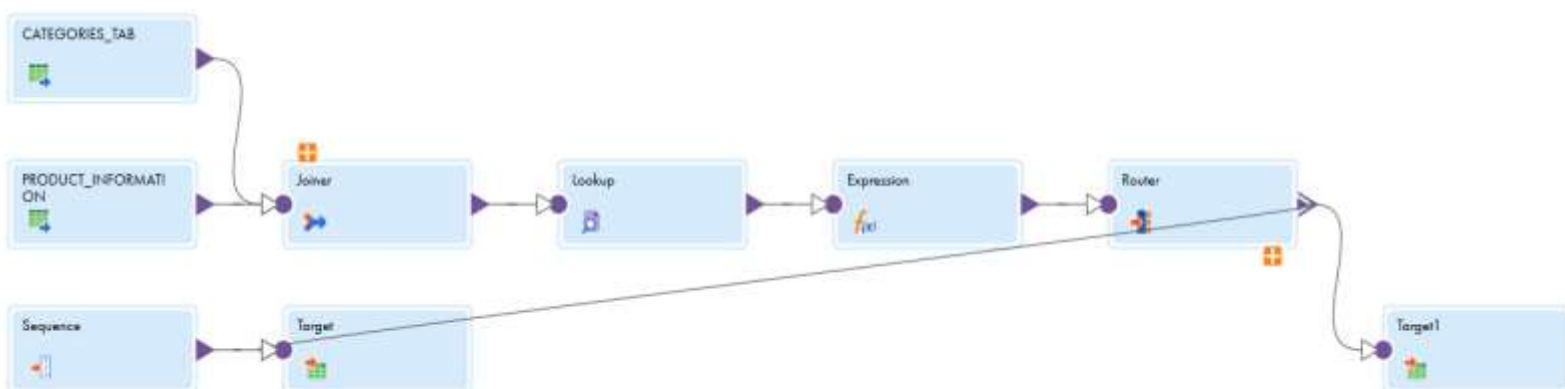 CATEGORIES_TAB
PRODUCT_INFORMATI
ON
Joiner
Lookup
Expression
f(x)
Router
Sequence
Target
Target1